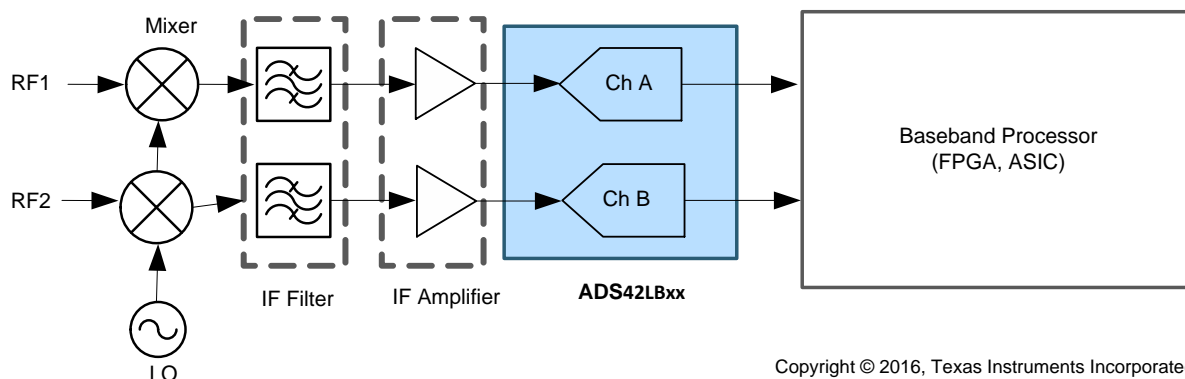 Mixer
RF1
RF2
LO
IF Filter
IF Amplifier
Ch A
Ch B
ADS42LBxx
Baseband Processor
(FPGA, ASIC)
Copyright © 2016, Texas Instruments Incorporate